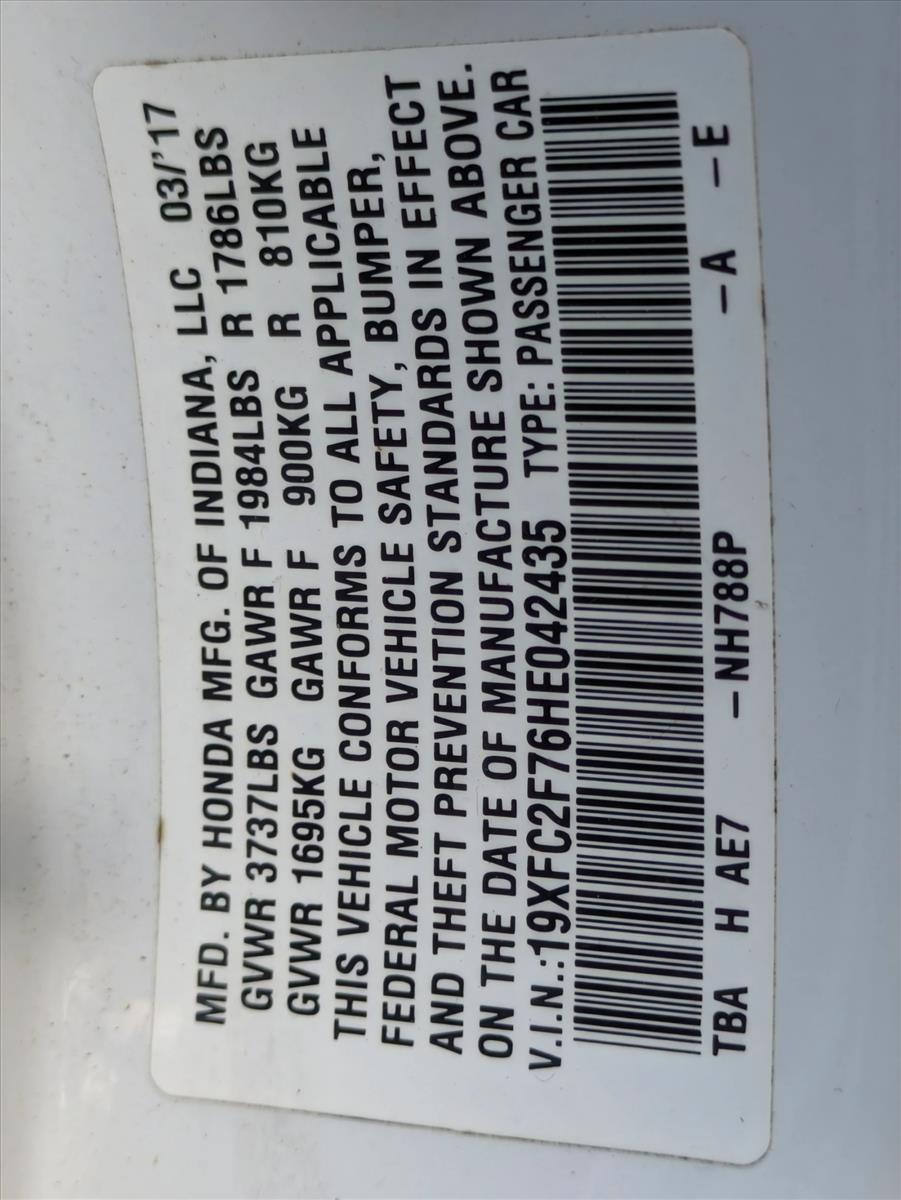 MFD. BY HONDA MFG. OF INDIANA, LLC 03/'17
GVWR 3737LBS GAWR F 1984LBS R 1786LBS
GVWR 1695KG GAWR F 900KG R 810KG
THIS VEHICLE CONFORMS TO ALL APPLICABLE
FEDERAL MOTOR VEHICLE SAFETY, BUMPER,
AND THEFT PREVENTION STANDARDS IN EFFECT
ON THE DATE OF MANUFACTURE SHOWN ABOVE.
V.I.N.:19XFC2F76HE042435 TYPE: PASSENGER CAR
TBA H AE7 –NH788P –A –E